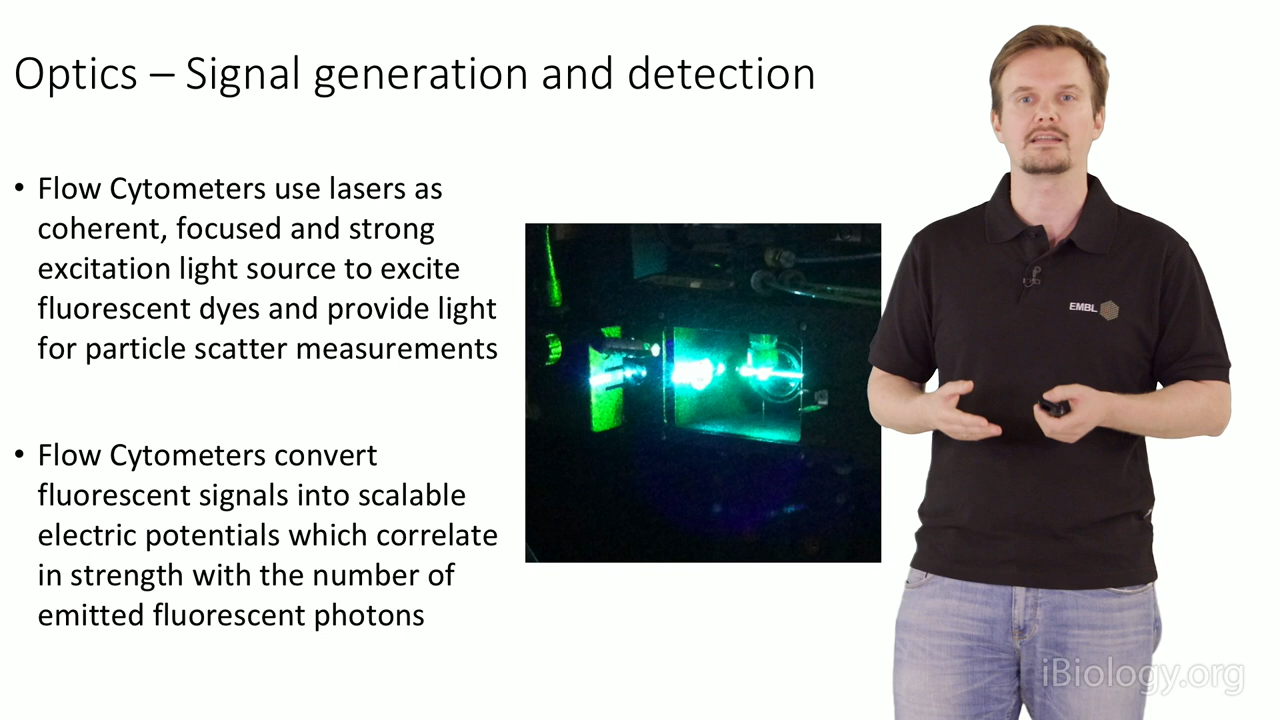 Optics – Signal generation and detection
• Flow Cytometers use lasers as
coherent, focused and strong
excitation light source to excite
fluorescent dyes and provide light
for particle scatter measurements
• Flow Cytometers convert
fluorescent signals into scalable
electric potentials which correlate
in strength with the number of
emitted fluorescent photons
EMBL
iBiology.org